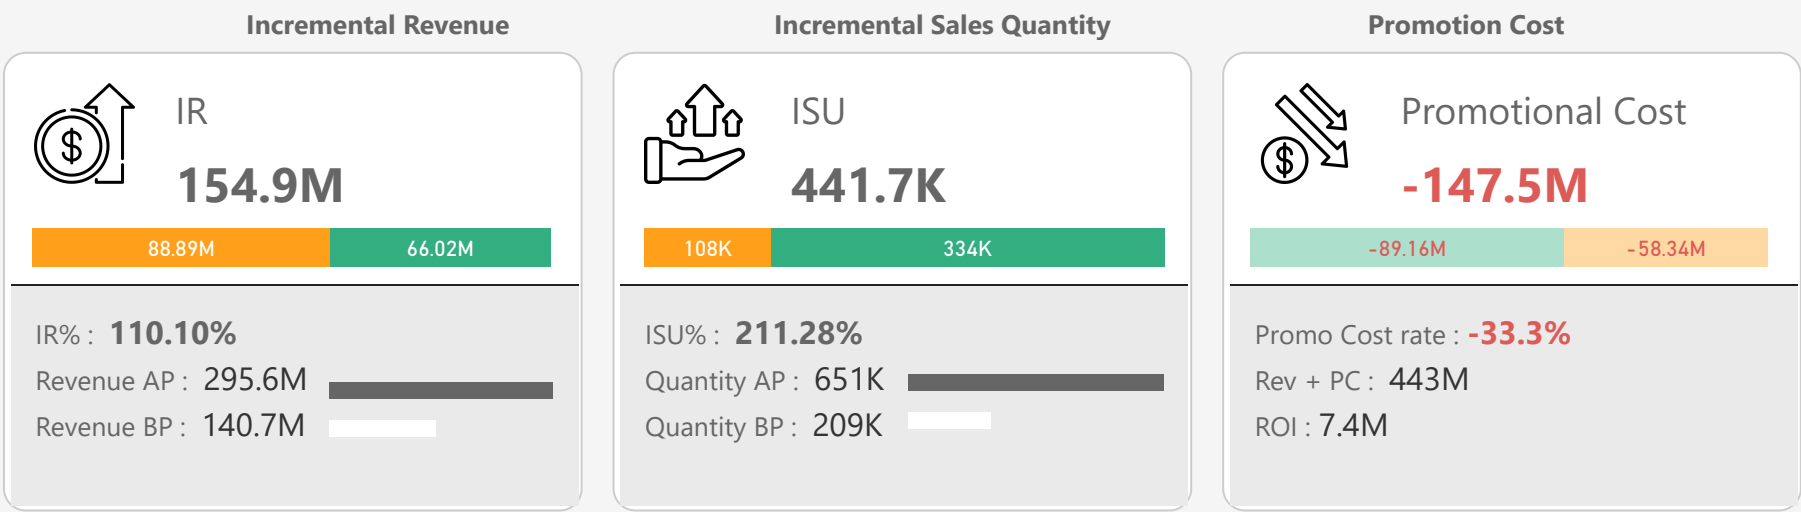 Incremental Revenue
IR
154.9M
88.89M 66.02M
IR% : 110.10%
Revenue AP : 295.6M
Revenue BP : 140.7M
Incremental Sales Quantity
ISU
441.7K
108K 334K
ISU% : 211.28%
Quantity AP : 651K
Quantity BP : 209K
Promotion Cost
Promotional Cost
-147.5M
-89.16M -58.34M
Promo Cost rate : -33.3%
Rev + PC : 443M
ROI : 7.4M